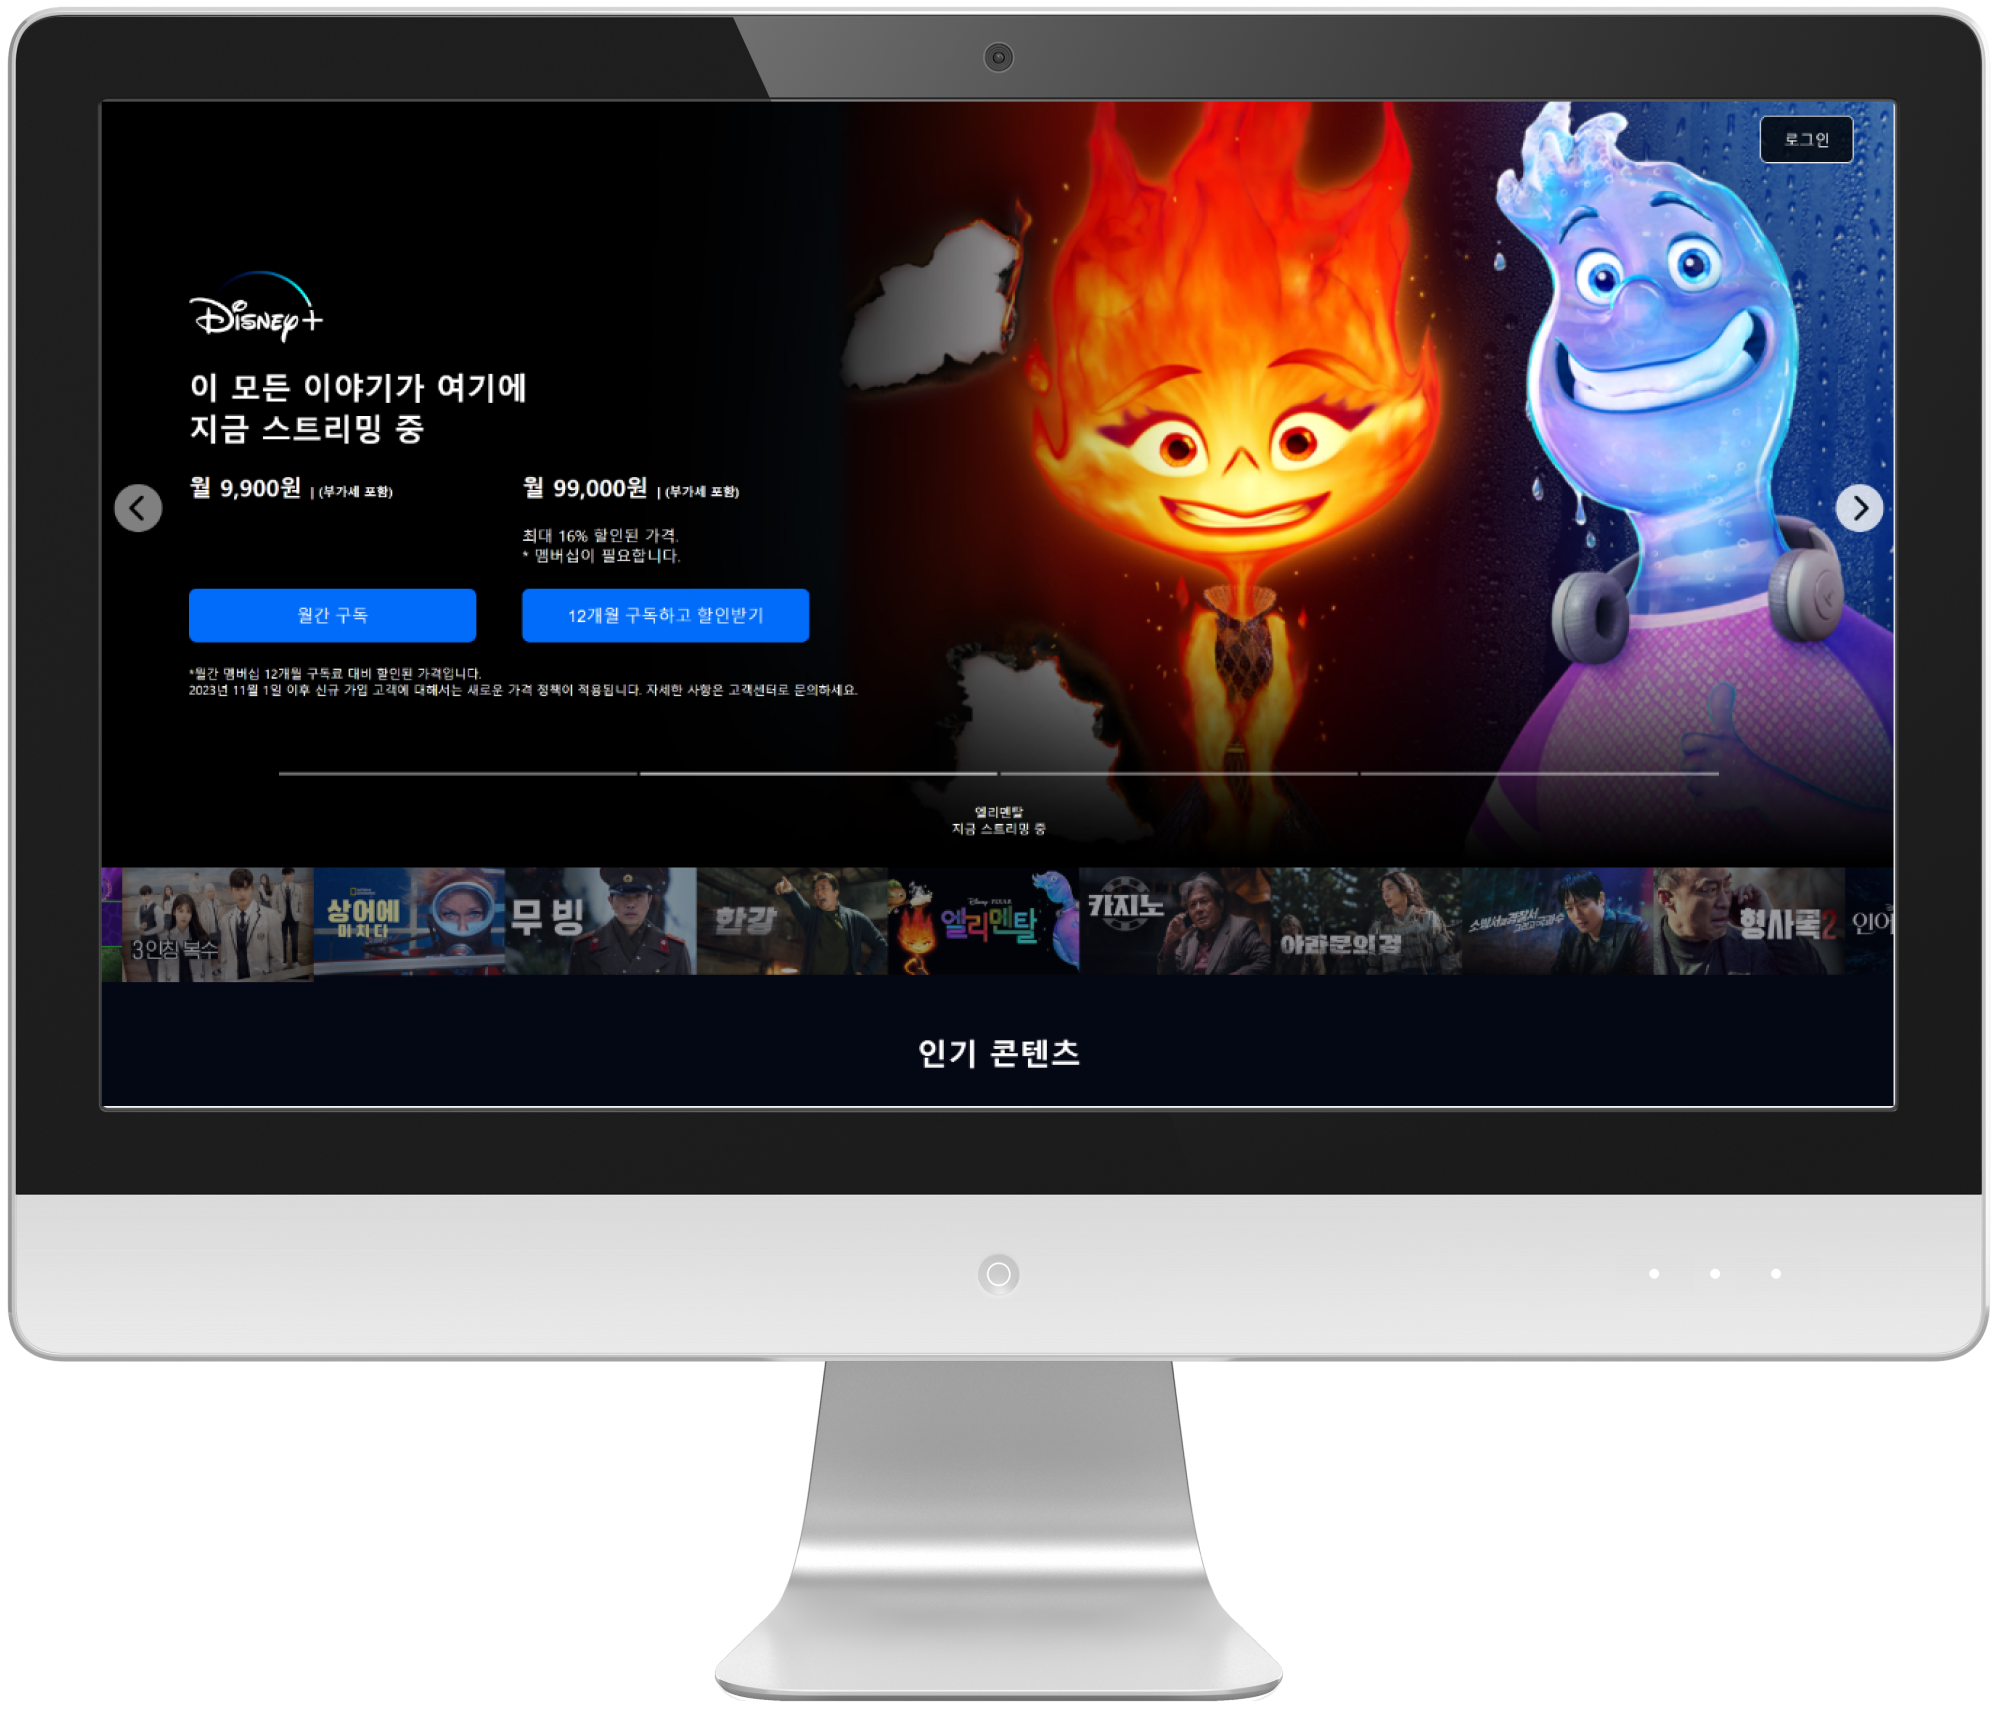 로그인
Disney+
이 모든 이야기가 여기에
지금 스트리밍 중
월 9,900원 | (부가세 포함)
월 99,000원 | (부가세 포함)
최대 16% 할인된 가격.
* 멤버십이 필요합니다.
월간 구독
12개월 구독하고 할인받기
*월간 멤버십 12개월 구독료 대비 할인된 가격입니다.
2023년 11월 1일 이후 신규 가입 고객에 대해서는 새로운 가격 정책이 적용됩니다. 자세한 사항은 고객센터로 문의하세요.
엘리멘탈
지금 스트리밍 중
3인칭 복수
상어에
미치다
무빙
한강
Disney PIXAR
엘리멘탈
카지노
아라문의 검
소방서 옆 경찰서
그리고 국과수
형사록2
인어
인기 콘텐츠